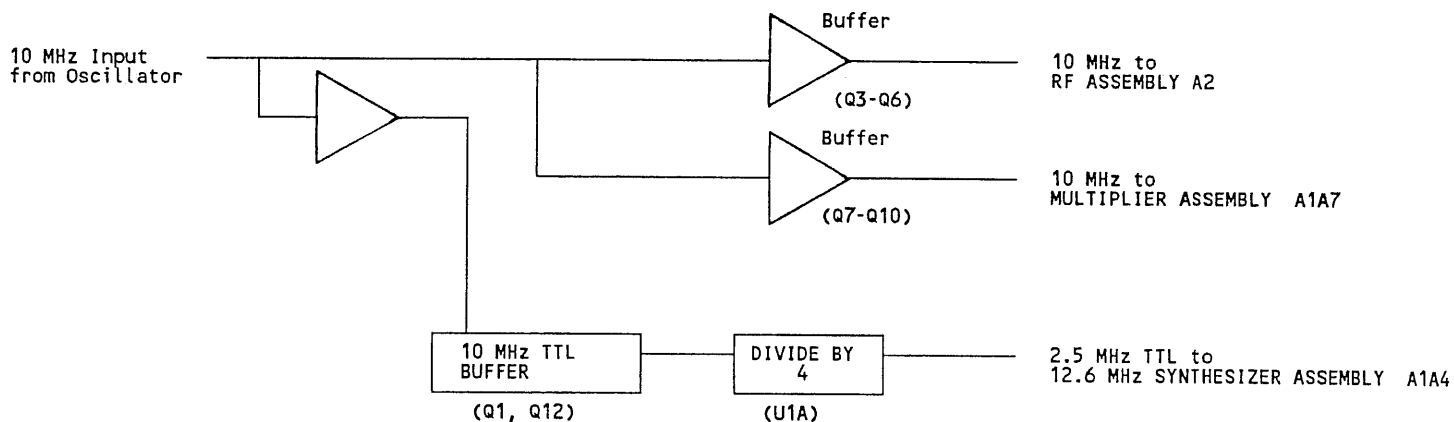 Buffer
10 MHz Input
from Oscillator
10 MHz to
RF ASSEMBLY A2
(Q3-Q6)
Buffer
10 MHz to
MULTIPLIER ASSEMBLY A1A7
(Q7-Q10)
10 MHz TTL
BUFFER
DIVIDE BY
4
2.5 MHz TTL to
12.6 MHz SYNTHESIZER ASSEMBLY A1A4
(Q1, Q12)
(U1A)